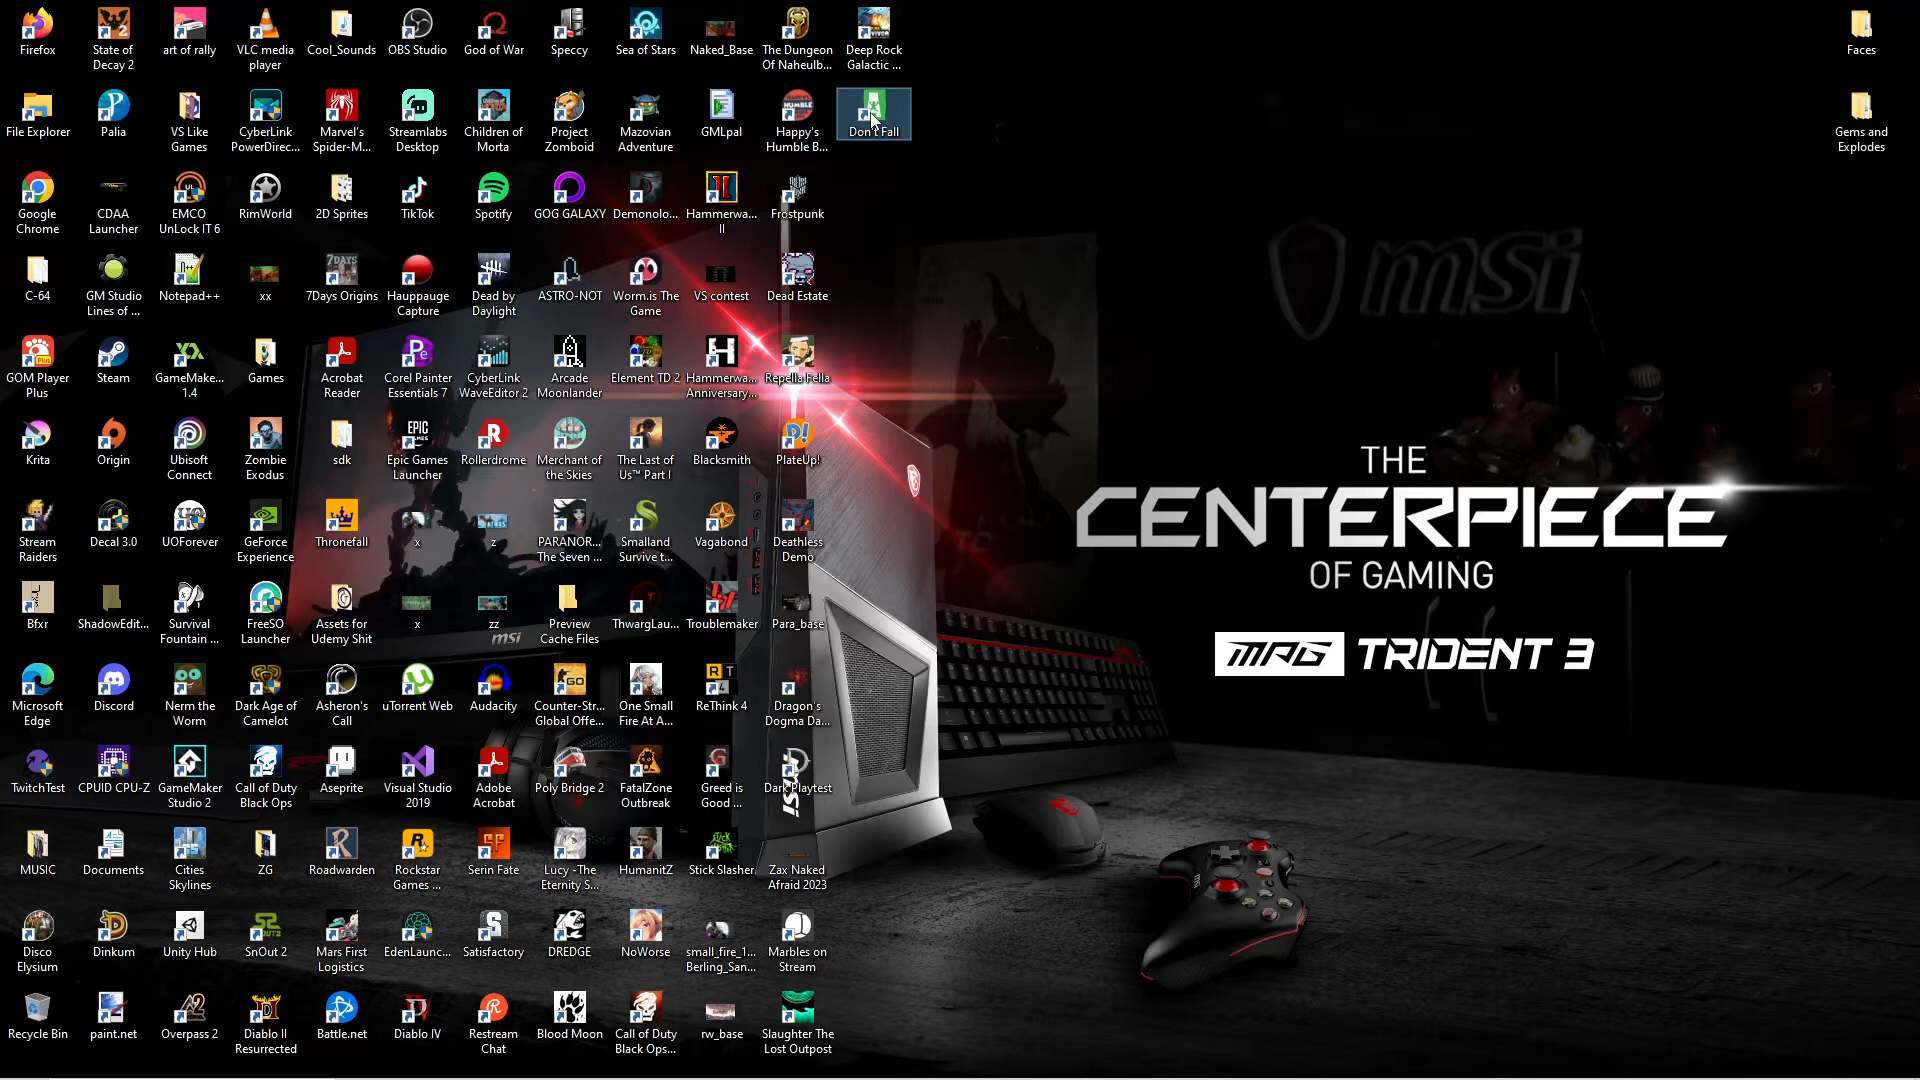 Firefox
State of
Decay 2
art of rally
VLC media
player
Cool_Sounds
OBS Studio
God of War
Speccy
Sea of Stars
Naked_Base
The Dungeon
Of Naheulb...
Deep Rock
Galactic ...
Faces
File Explorer
Palia
VS Like
Games
CyberLink
PowerDirec...
Marvel's
Spider-M...
Streamlabs
Desktop
Children of
Morta
Project
Zomboid
Mazovian
Adventure
GMLpal
Happy's
Humble B...
Don't Fall
Gems and
Explodes
Google
Chrome
CDAA
Launcher
EMCO
UnLock IT 6
RimWorld
2D Sprites
TikTok
Spotify
GOG GALAXY
Demonolo...
Hammerwa...
II
Frostpunk
C-64
GM Studio
Lines of ...
Notepad++
xx
7Days Origins
Hauppauge
Capture
Dead by
Daylight
ASTRO-NOT
Worm.is The
Game
VS contest
Dead Estate
GOM Player
Plus
Steam
GameMake...
1.4
Games
Acrobat
Reader
Corel Painter
Essentials 7
CyberLink
WaveEditor 2
Arcade
Moonlander
Element TD 2
Hammerwa...
Anniversary...
Repella Fella
Krita
Origin
Ubisoft
Connect
Zombie
Exodus
sdk
Epic Games
Launcher
Rollerdrome
Merchant of
the Skies
The Last of
Us™ Part I
Blacksmith
PlateUp!
Stream
Raiders
Decal 3.0
UOForever
GeForce
Experience
Thronefall
x
z
PARANOR...
The Seven ...
Smalland
Survive t...
Vagabond
Deathless
Demo
Bfxr
ShadowEdit...
Survival
Fountain ...
FreeSO
Launcher
Assets for
Udemy Shit
x
zz
Preview
Cache Files
ThwargLau...
Troublemaker
Para_base
Microsoft
Edge
Discord
Nerm the
Worm
Dark Age of
Camelot
Asheron's
Call
uTorrent Web
Audacity
Counter-Str...
Global Offe...
One Small
Fire At A...
ReThink 4
Dragon's
Dogma Da...
TwitchTest
CPUID CPU-Z
GameMaker
Studio 2
Call of Duty
Black Ops
Aseprite
Visual Studio
2019
Adobe
Acrobat
Poly Bridge 2
FatalZone
Outbreak
Greed is
Good ...
Dark Playtest
MUSIC
Documents
Cities
Skylines
ZG
Roadwarden
Rockstar
Games ...
Serin Fate
Lucy -The
Eternity S...
HumanitZ
Stick Slasher
Zax Naked
Afraid 2023
Disco
Elysium
Dinkum
Unity Hub
SnOut 2
Mars First
Logistics
EdenLaunc...
Satisfactory
DREDGE
NoWorse
small_fire_1...
Berling_San...
Marbles on
Stream
Recycle Bin
paint.net
Overpass 2
Diablo II
Resurrected
Battle.net
Diablo IV
Restream
Chat
Blood Moon
Call of Duty
Black Ops...
rw_base
Slaughter The
Lost Outpost
msi
THE
CENTERPIECE
OF GAMING
MPG TRIDENT 3
msi
msi